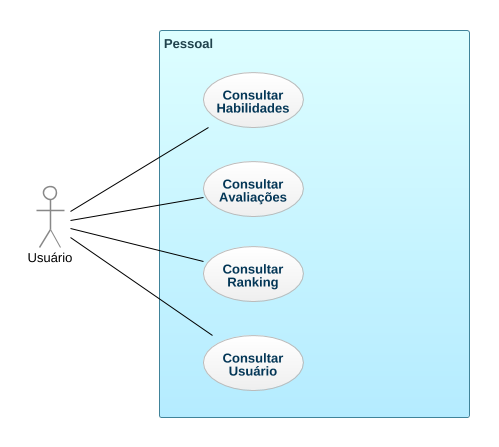 Pessoal
Consultar
Habilidades
Consultar
Avaliações
Consultar
Ranking
Consultar
Usuário
Usuário